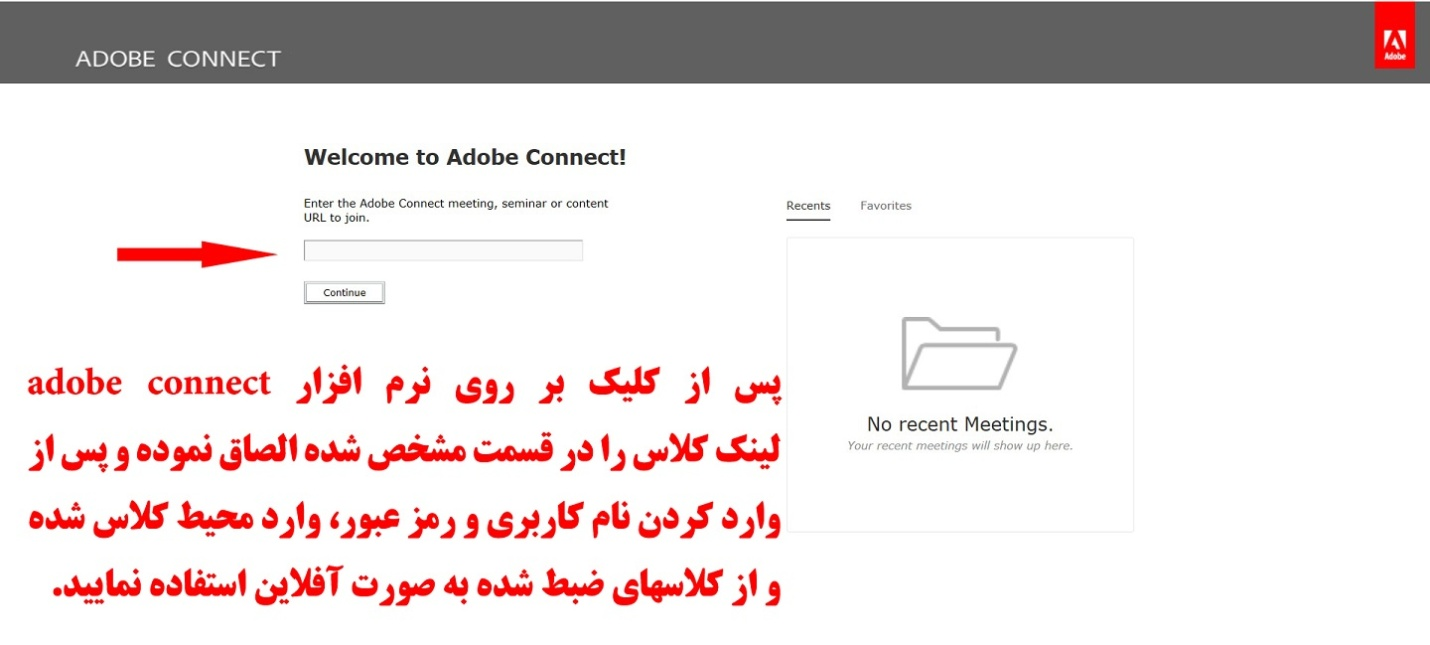 ADOBE CONNECT
Adobe
Welcome to Adobe Connect!
Enter the Adobe Connect meeting, seminar or content
URL to join.
Continue
Recents Favorites
No recent Meetings.
Your recent meetings will show up here.
پس از کلیک بر روی نرم افزار adobe connect
لینک کلاس را در قسمت مشخص شده الصاق نموده و پس از
وارد کردن نام کاربری و رمز عبور، وارد محیط کلاس شده
و از کلاسهای ضبط شده به صورت آفلاین استفاده نمایید.